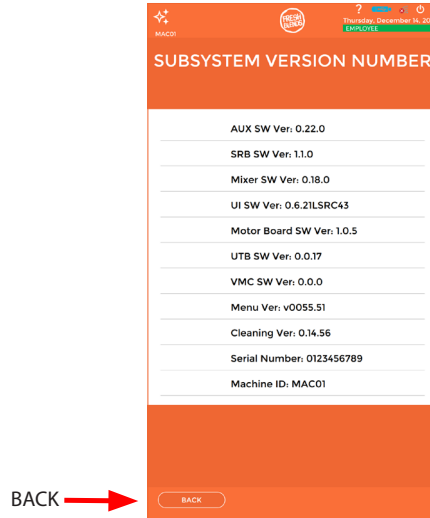 ?
Thursday, December 14, 20
FRESH
BLENDS
MAC01
EMPLOYEE
SUBSYSTEM VERSION NUMBER
AUX SW Ver: 0.22.0
SRB SW Ver: 1.1.0
Mixer SW Ver: 0.18.0
UI SW Ver: 0.6.21LSRC43
Motor Board SW Ver: 1.0.5
UTB SW Ver: 0.0.17
VMC SW Ver: 0.0.0
Menu Ver: v0055.51
Cleaning Ver: 0.14.56
Serial Number: 0123456789
Machine ID: MAC01
BACK
BACK